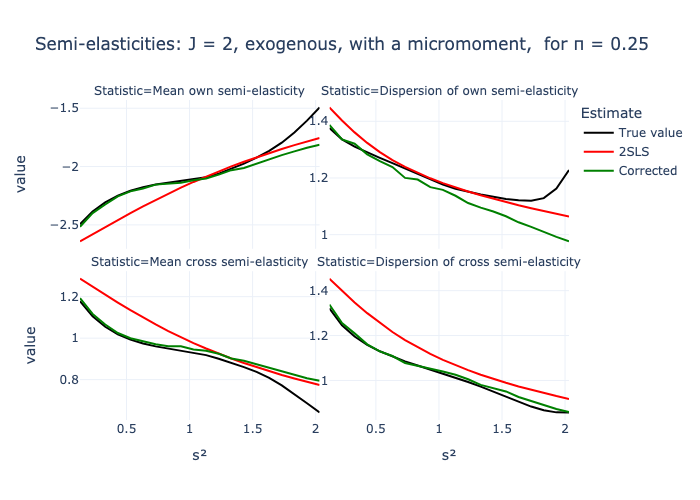 Semi-elasticities: J = 2, exogenous, with a micromoment,  for π = 0.25
Statistic=Mean own semi-elasticity
Statistic=Dispersion of own semi-elasticity
Estimate
True value
2SLS
Corrected
−1.5
−2
−2.5
value
1.4
1.2
1
Statistic=Mean cross semi-elasticity
Statistic=Dispersion of cross semi-elasticity
1.2
1
0.8
value
1.4
1.2
1
0.5
1
1.5
2
0.5
1
1.5
2
s²
s²